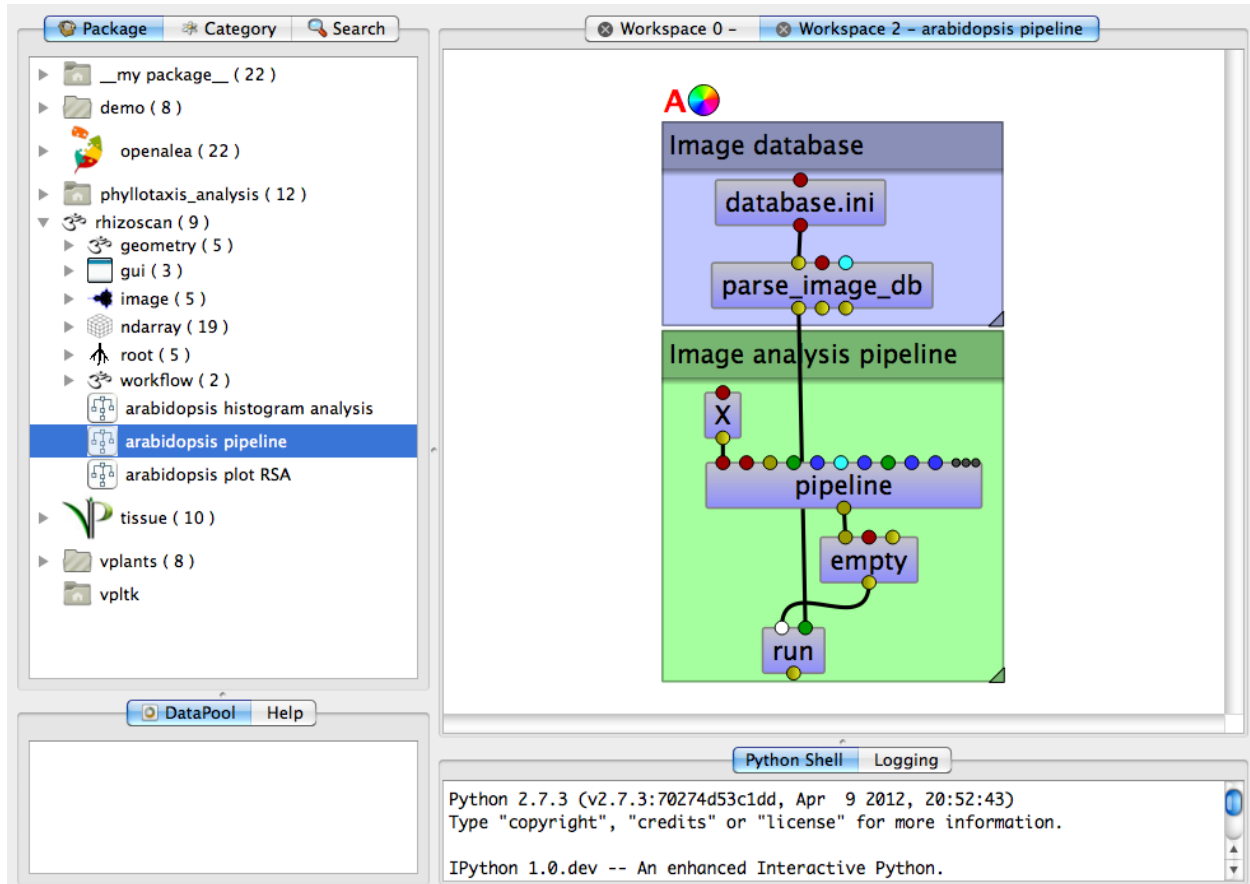 Package Category Search
__my package__ ( 22 )
demo ( 8 )
openalea ( 22 )
phyllotaxis_analysis ( 12 )
rhizoscan ( 9 )
geometry ( 5 )
gui ( 3 )
image ( 5 )
ndarray ( 19 )
root ( 5 )
workflow ( 2 )
arabidopsis histogram analysis
arabidopsis pipeline
arabidopsis plot RSA
tissue ( 10 )
vplants ( 8 )
vpltk
DataPool Help
Workspace 0 - Workspace 2 - arabidopsis pipeline
A
Image database
database.ini
parse_image_db
Image analysis pipeline
X
pipeline
empty
run
Python Shell Logging
Python 2.7.3 (v2.7.3:70274d53c1dd, Apr  9 2012, 20:52:43)
Type "copyright", "credits" or "license" for more information.
IPython 1.0.dev -- An enhanced Interactive Python.